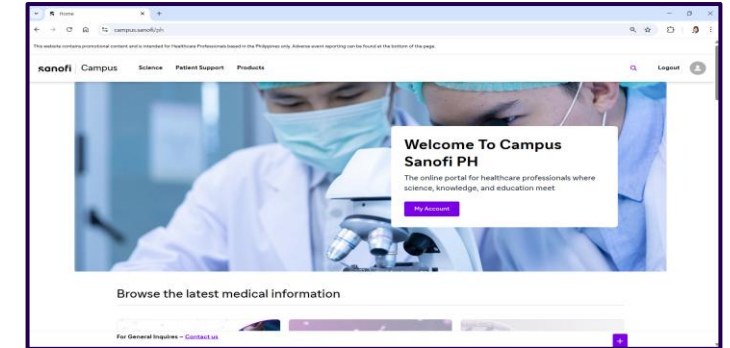 Home
campus.sanofi/ph
This website contains promotional content and is intended for Healthcare Professionals based in the Philippines only. Adverse event reporting can be found at the bottom of the page.
sanofi Campus Science Patient Support Products Logout
Welcome To Campus
Sanofi PH
The online portal for healthcare professionals where
science, knowledge, and education meet
My Account
Browse the latest medical information
For General Inquires – Contact us